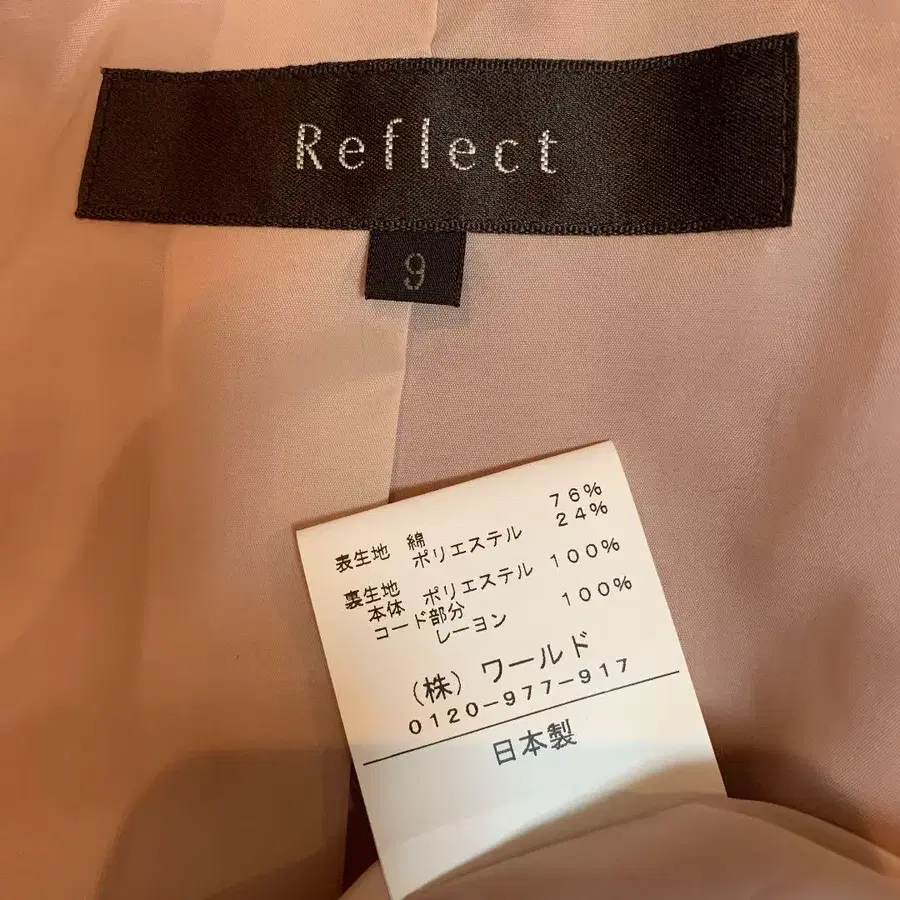 Reflect
9
表生地 綿 76%
ポリエステル 24%
裏生地
本体 ポリエステル 100%
コード部分
レーヨン 100%
(株) ワールド
0120-977-917
日本製